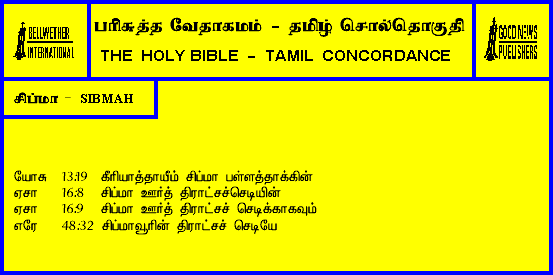 BELLWETHER
INTERNATIONAL
பரிசுத்த வேதாகமம் - தமிழ் சொல்தொகுதி
THE HOLY BIBLE - TAMIL CONCORDANCE
GOOD NEWS
PUBLISHERS
சிப்மா - SIBMAH
யோசு 13:19 கீரியாத்தாயீம் சிப்மா பள்ளத்தாக்கின்
ஏசா 16:8 சிப்மா ஊர்த் திராட்சச்செடியின்
ஏசா 16:9 சிப்மா ஊர்த் திராட்சச் செடிக்காகவும்
எரே 48:32 சிப்மாவூரின் திராட்சச் செடியே